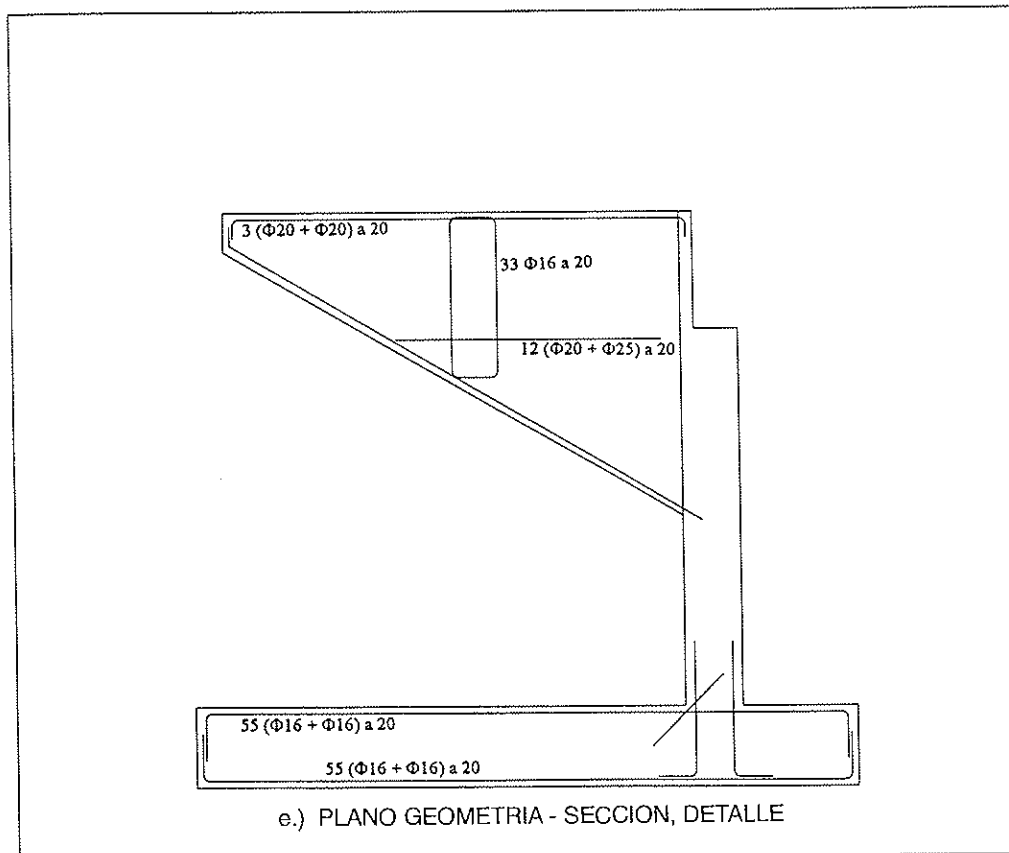 3 (Φ20 + Φ20) a 20
33 Φ16 a 20
12 (Φ20 + Φ25) a 20
55 (Φ16 + Φ16) a 20
55 (Φ16 + Φ16) a 20
e.) PLANO GEOMETRIA - SECCION, DETALLE